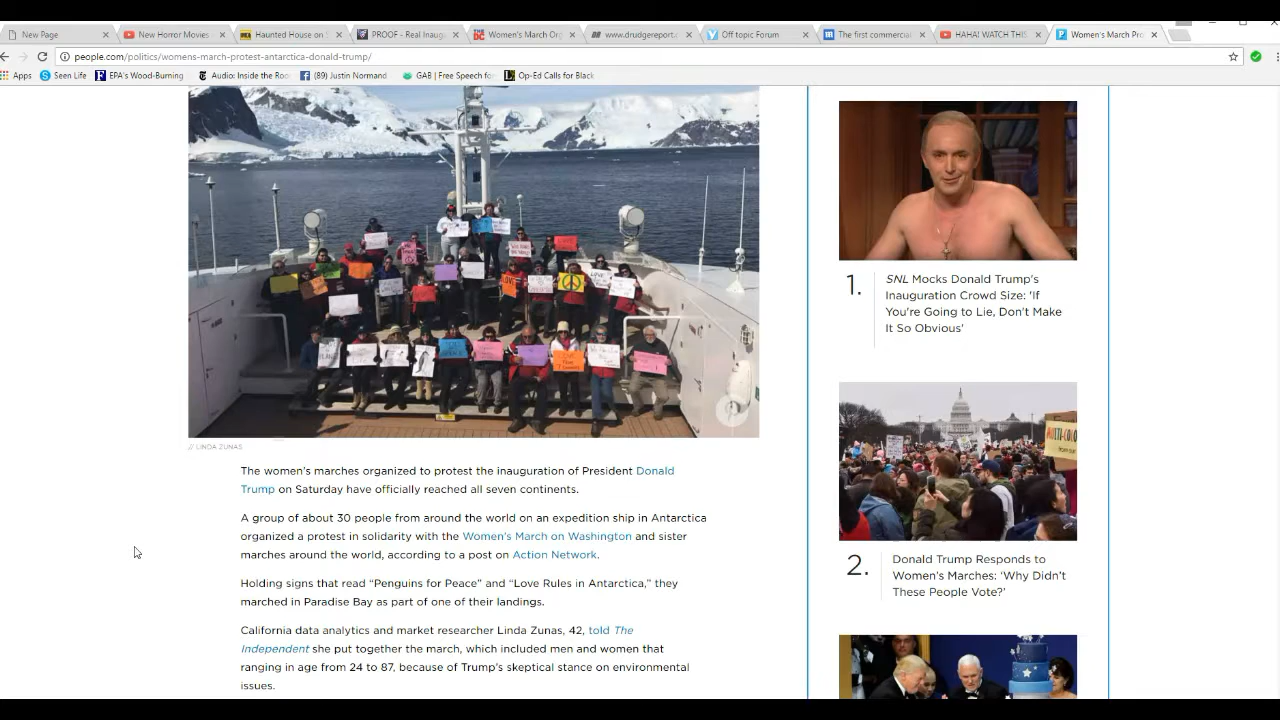 New Page
New Horror Movies
Haunted House on S
PROOF - Real Inaug
Women's March Org
www.drudgereport.c
Off topic Forum
The first commercial
HAHA! WATCH THIS
Women's March Pro
people.com/politics/womens-march-protest-antarctica-donald-trump/
Apps
Seen Life
EPA's Wood-Burning
Audio: Inside the Roo
(89) Justin Normand
GAB | Free Speech fo
Op-Ed Calls for Black
// LINDA ZUNAS
The women's marches organized to protest the inauguration of President Donald
Trump on Saturday have officially reached all seven continents.
A group of about 30 people from around the world on an expedition ship in Antarctica
organized a protest in solidarity with the Women's March on Washington and sister
marches around the world, according to a post on Action Network.
Holding signs that read "Penguins for Peace" and "Love Rules in Antarctica," they
marched in Paradise Bay as part of one of their landings.
California data analytics and market researcher Linda Zunas, 42, told The
Independent she put together the march, which included men and women that
ranging in age from 24 to 87, because of Trump's skeptical stance on environmental
issues.
1.
SNL Mocks Donald Trump's
Inauguration Crowd Size: 'If
You're Going to Lie, Don't Make
It So Obvious'
2.
Donald Trump Responds to
Women's Marches: 'Why Didn't
These People Vote?'